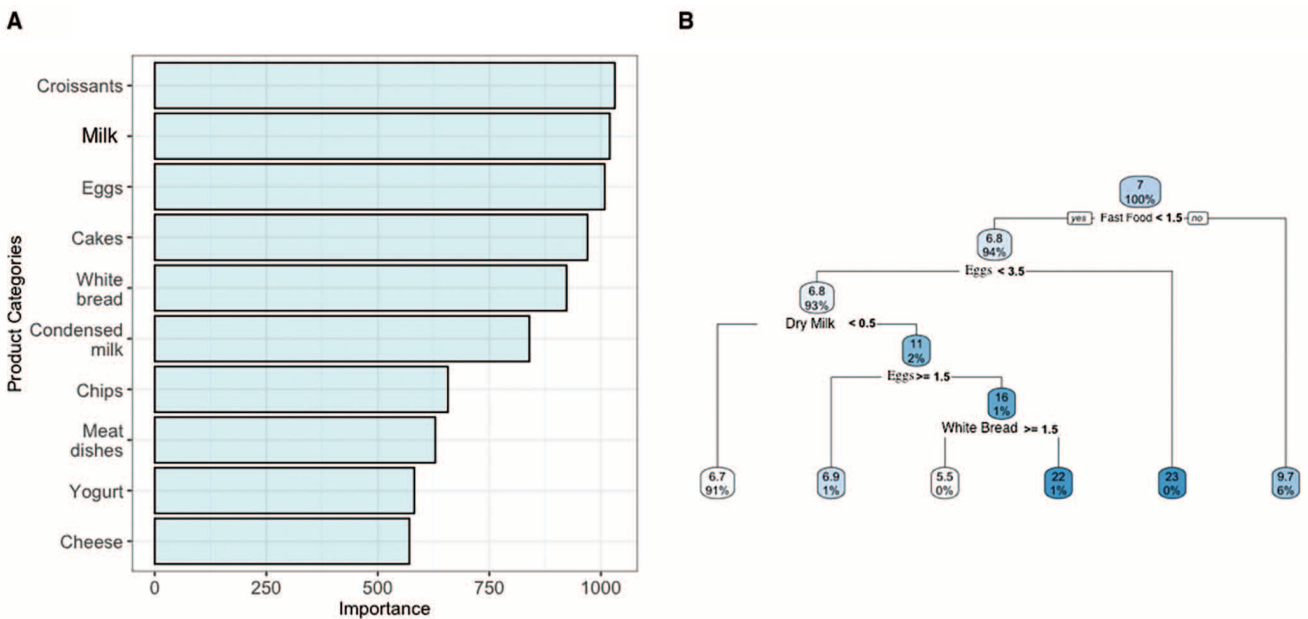 A
B
Croissants
Milk
Eggs
Cakes
White
bread
Condensed
milk
Chips
Meat
dishes
Yogurt
Cheese
Product Categories
0 250 500 750 1000
Importance
7
100%
yes Fast Food < 1.5 no
6.8
94%
Eggs < 3.5
6.8
93%
Dry Milk < 0.5
11
2%
Eggs >= 1.5
16
1%
White Bread >= 1.5
6.7 6.9 5.5 22 23 9.7
91% 1% 0% 1% 0% 6%